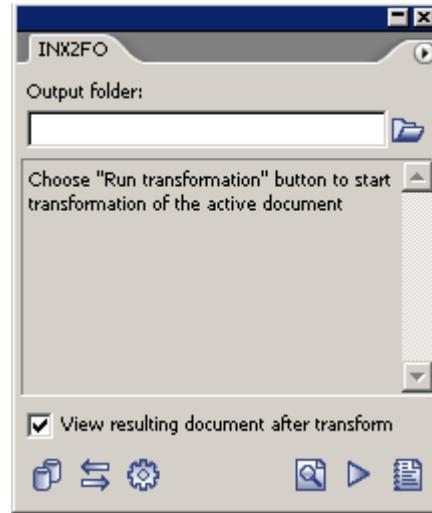 INX2FO
Output folder:
Choose "Run transformation" button to start
transformation of the active document
View resulting document after transform